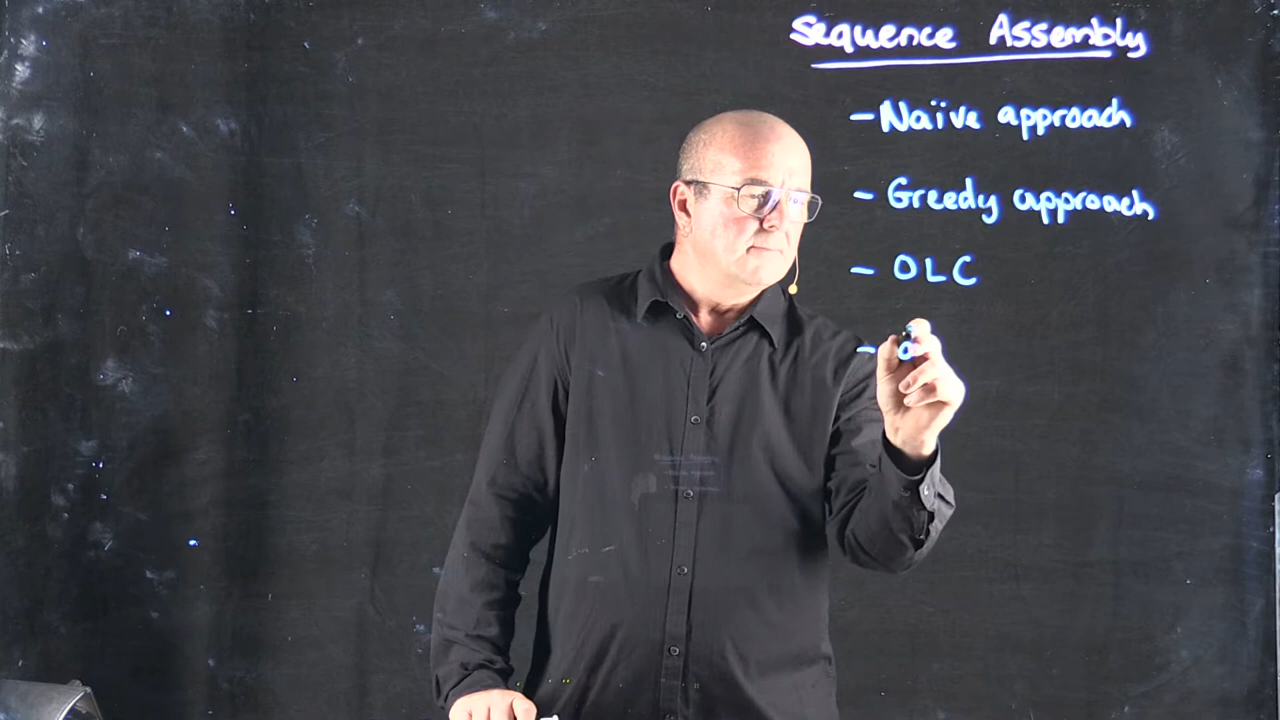 Sequence Assembly
- Naïve approach
- Greedy approach
- OLC
-